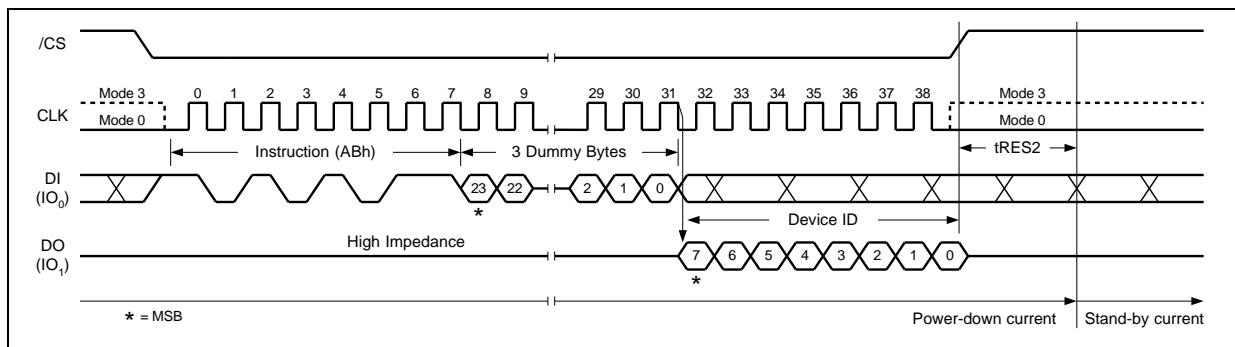 /CS
Mode 3 0 1 2 3 4 5 6 7 8 9 29 30 31 32 33 34 35 36 37 38 Mode 3
CLK
Mode 0 Mode 0
Instruction (ABh) 3 Dummy Bytes tRES2
DI
(IO0)
23 22 2 1 0
*
Device ID
High Impedance
DO
(IO1)
7 6 5 4 3 2 1 0
*
* = MSB
Power-down current Stand-by current